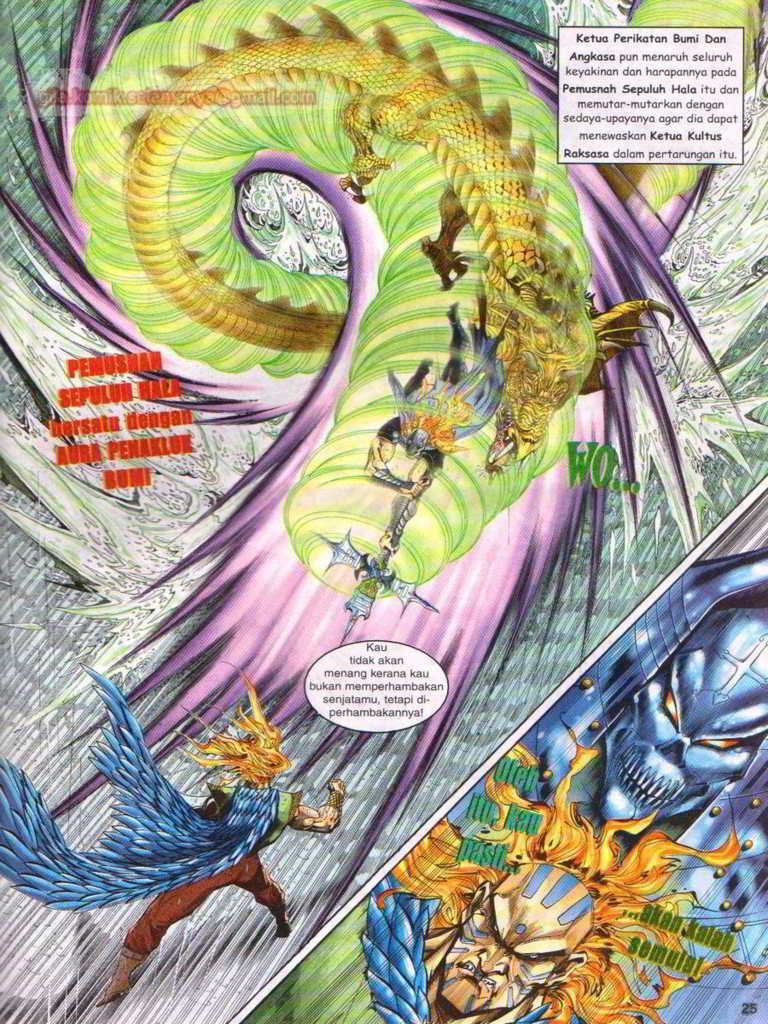 Ketua Perikatan Bumi Dan
Angkasa pun menaruh seluruh
keyakinan dan harapannya pada
Pemusnah Sepuluh Hala itu dan
memutar-mutarkan dengan
sedaya-upayanya agar dia dapat
menewaskan Ketua Kultus
Raksasa dalam pertarungan itu.
PEMUSNAH
SEPULUH HALA
bersatu dengan
AURA PENAKLUK
BUMI
WO...
Kau
tidak akan
menang kerana kau
bukan memperhambakan
senjatamu, tetapi di-
perhambakannya!
Oleh
itu, kau
pasti...
...akan kalah
semula!
25